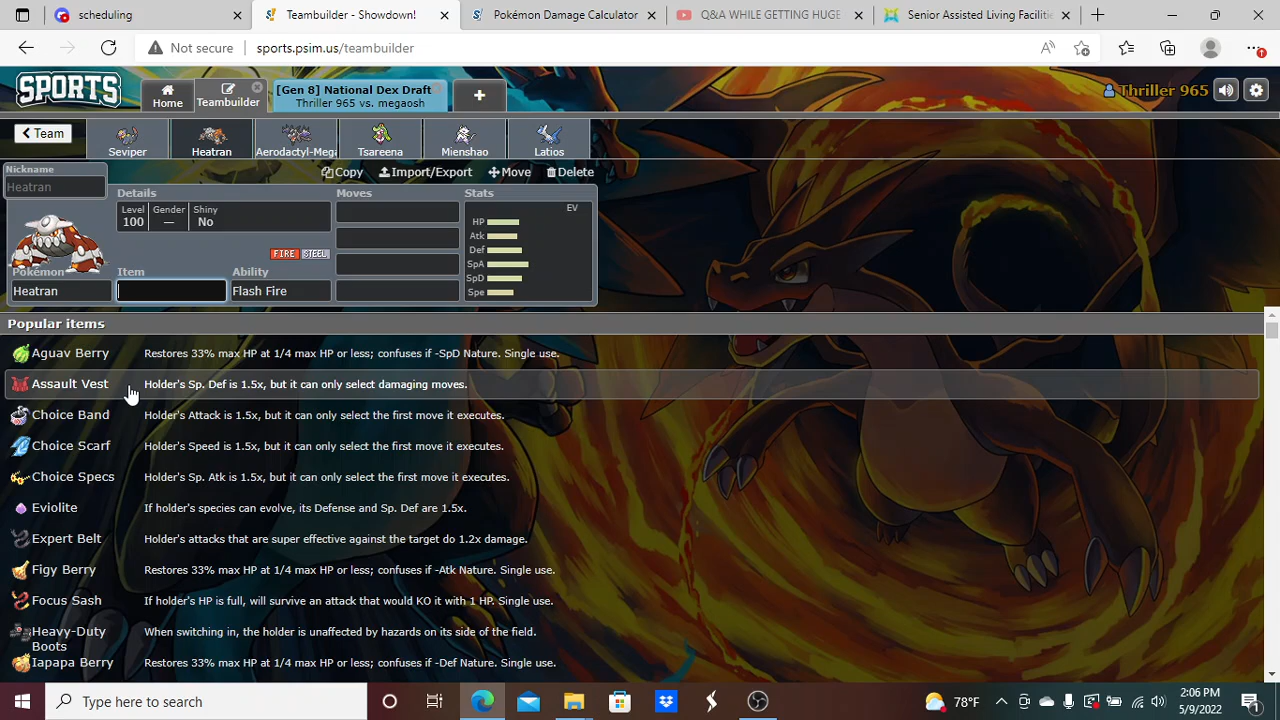 scheduling
Teambuilder - Showdown!
Pokémon Damage Calculator
Q&A WHILE GETTING HUGE
Senior Assisted Living Faciliti
Not secure
sports.psim.us/teambuilder
SPORTS
Home
Teambuilder
[Gen 8] National Dex Draft
Thriller 965 vs. megaosh
Thriller 965
Team
Seviper
Heatran
Aerodactyl-Mega
Tsareena
Mienshao
Latios
Copy
Import/Export
Move
Delete
Nickname
Heatran
Details
Moves
Stats
Level
Gender
Shiny
100
—
No
EV
HP
Atk
Def
SpA
SpD
Spe
FIRE
STEEL
Pokémon
Item
Ability
Heatran
Flash Fire
Popular items
Aguav Berry Restores 33% max HP at 1/4 max HP or less; confuses if -SpD Nature. Single use.
Assault Vest Holder's Sp. Def is 1.5x, but it can only select damaging moves.
Choice Band Holder's Attack is 1.5x, but it can only select the first move it executes.
Choice Scarf Holder's Speed is 1.5x, but it can only select the first move it executes.
Choice Specs Holder's Sp. Atk is 1.5x, but it can only select the first move it executes.
Eviolite If holder's species can evolve, its Defense and Sp. Def are 1.5x.
Expert Belt Holder's attacks that are super effective against the target do 1.2x damage.
Figy Berry Restores 33% max HP at 1/4 max HP or less; confuses if -Atk Nature. Single use.
Focus Sash If holder's HP is full, will survive an attack that would KO it with 1 HP. Single use.
Heavy-Duty Boots When switching in, the holder is unaffected by hazards on its side of the field.
Iapapa Berry Restores 33% max HP at 1/4 max HP or less; confuses if -Def Nature. Single use.
Type here to search
78°F
2:06 PM
5/9/2022
1